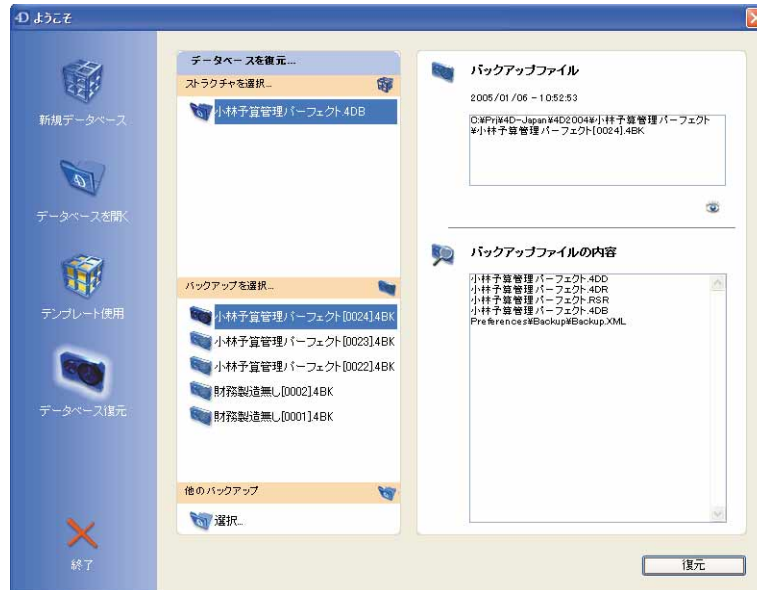 ようこそ
新規データベース
データベースを開く
テンプレート使用
データベース復元
終了
データベースを復元...
ストラクチャを選択...
小林予算管理パーフェクト.4DB
バックアップを選択...
小林予算管理パーフェクト[0024].4BK
小林予算管理パーフェクト[0023].4BK
小林予算管理パーフェクト[0022].4BK
財務製造無し[0002].4BK
財務製造無し[0001].4BK
他のバックアップ
選択...
バックアップファイル
2005/01/06 - 10:52:53
C:¥Prj¥4D-Japan¥4D2004¥小林予算管理パーフェクト
¥小林予算管理パーフェクト[0024].4BK
バックアップファイルの内容
小林予算管理パーフェクト.4DD
小林予算管理パーフェクト.4DR
小林予算管理パーフェクト.RSR
小林予算管理パーフェクト.4DB
Preferences¥Backup¥Backup.XML
復元